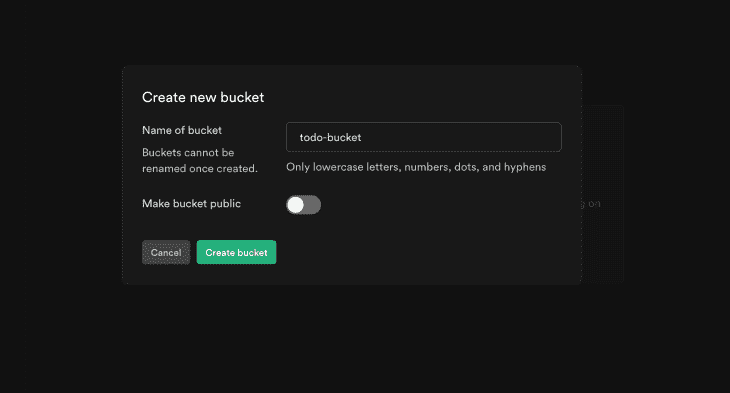 Create new bucket
Name of bucket
todo-bucket
Buckets cannot be
renamed once created.
Only lowercase letters, numbers, dots, and hyphens
Make bucket public
Cancel
Create bucket